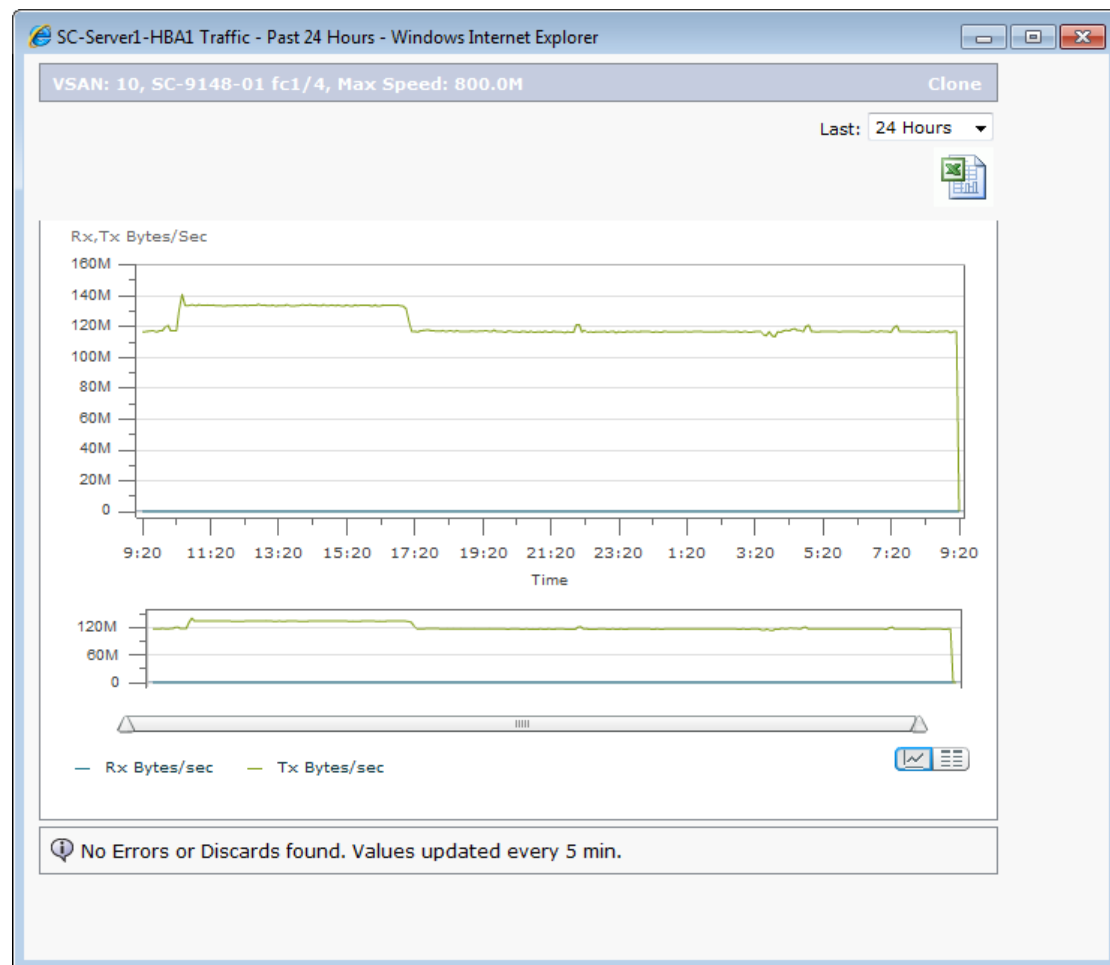 SC-Server1-HBA1 Traffic - Past 24 Hours - Windows Internet Explorer
VSAN: 10, SC-9148-01 fc1/4, Max Speed: 800.0M Clone
Last: 24 Hours
Rx,Tx Bytes/Sec
160M
140M
120M
100M
80M
60M
40M
20M
0
9:20 11:20 13:20 15:20 17:20 19:20 21:20 23:20 1:20 3:20 5:20 7:20 9:20
Time
120M
60M
0
Rx Bytes/sec Tx Bytes/sec
No Errors or Discards found. Values updated every 5 min.